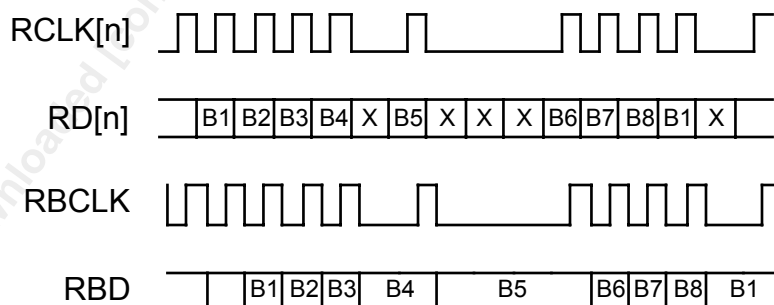 RCLK[n]
RD[n] B1 B2 B3 B4 X B5 X X X B6 B7 B8 B1 X
RBCLK
RBD B1 B2 B3 B4 B5 B6 B7 B8 B1